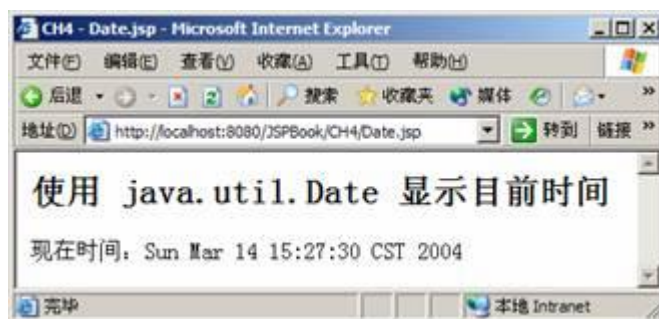 CH4 - Date.jsp - Microsoft Internet Explorer
文件(F) 编辑(E) 查看(V) 收藏(A) 工具(T) 帮助(H)
后退 搜索 收藏夹 媒体 »
地址(D) http://localhost:8080/JSPBook/CH4/Date.jsp 转到 链接 »
使用 java.util.Date 显示目前时间
现在时间：Sun Mar 14 15:27:30 CST 2004
完毕 本地 Intranet